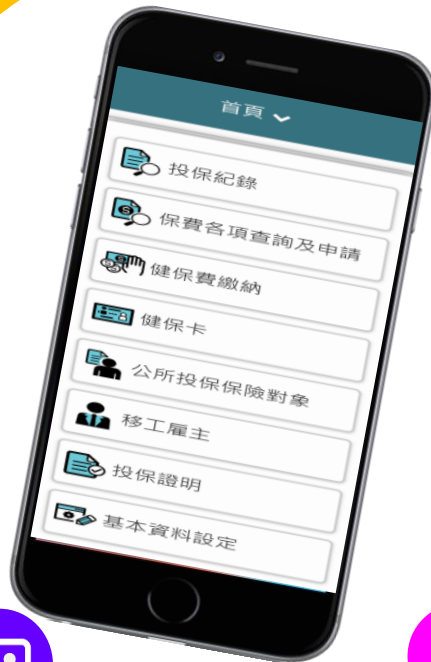 首頁
投保紀錄
保費各項查詢及申請
健保費繳納
健保卡
公所投保保險對象
移工雇主
投保證明
基本資料設定